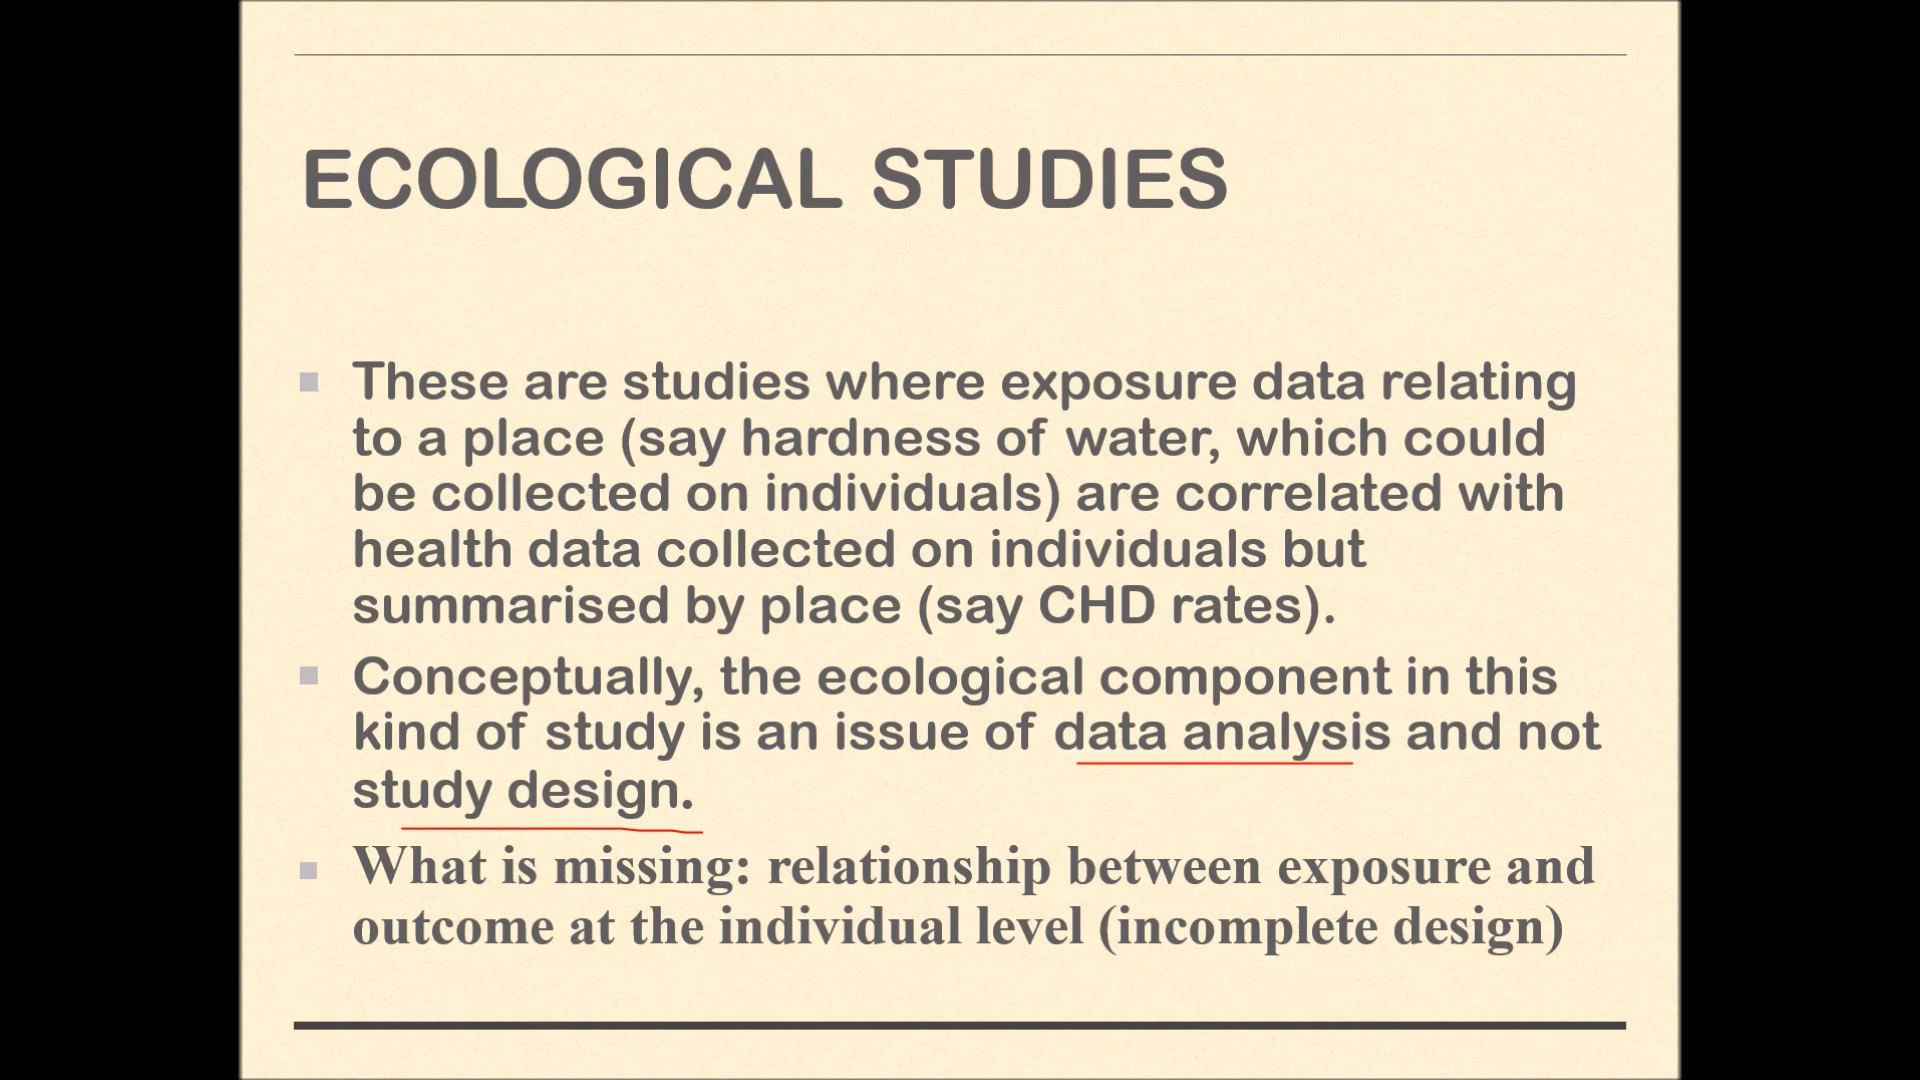 ECOLOGICAL STUDIES
These are studies where exposure data relating
to a place (say hardness of water, which could
be collected on individuals) are correlated with
health data collected on individuals but
summarised by place (say CHD rates).
Conceptually, the ecological component in this
kind of study is an issue of data analysis and not
study design.
What is missing: relationship between exposure and
outcome at the individual level (incomplete design)